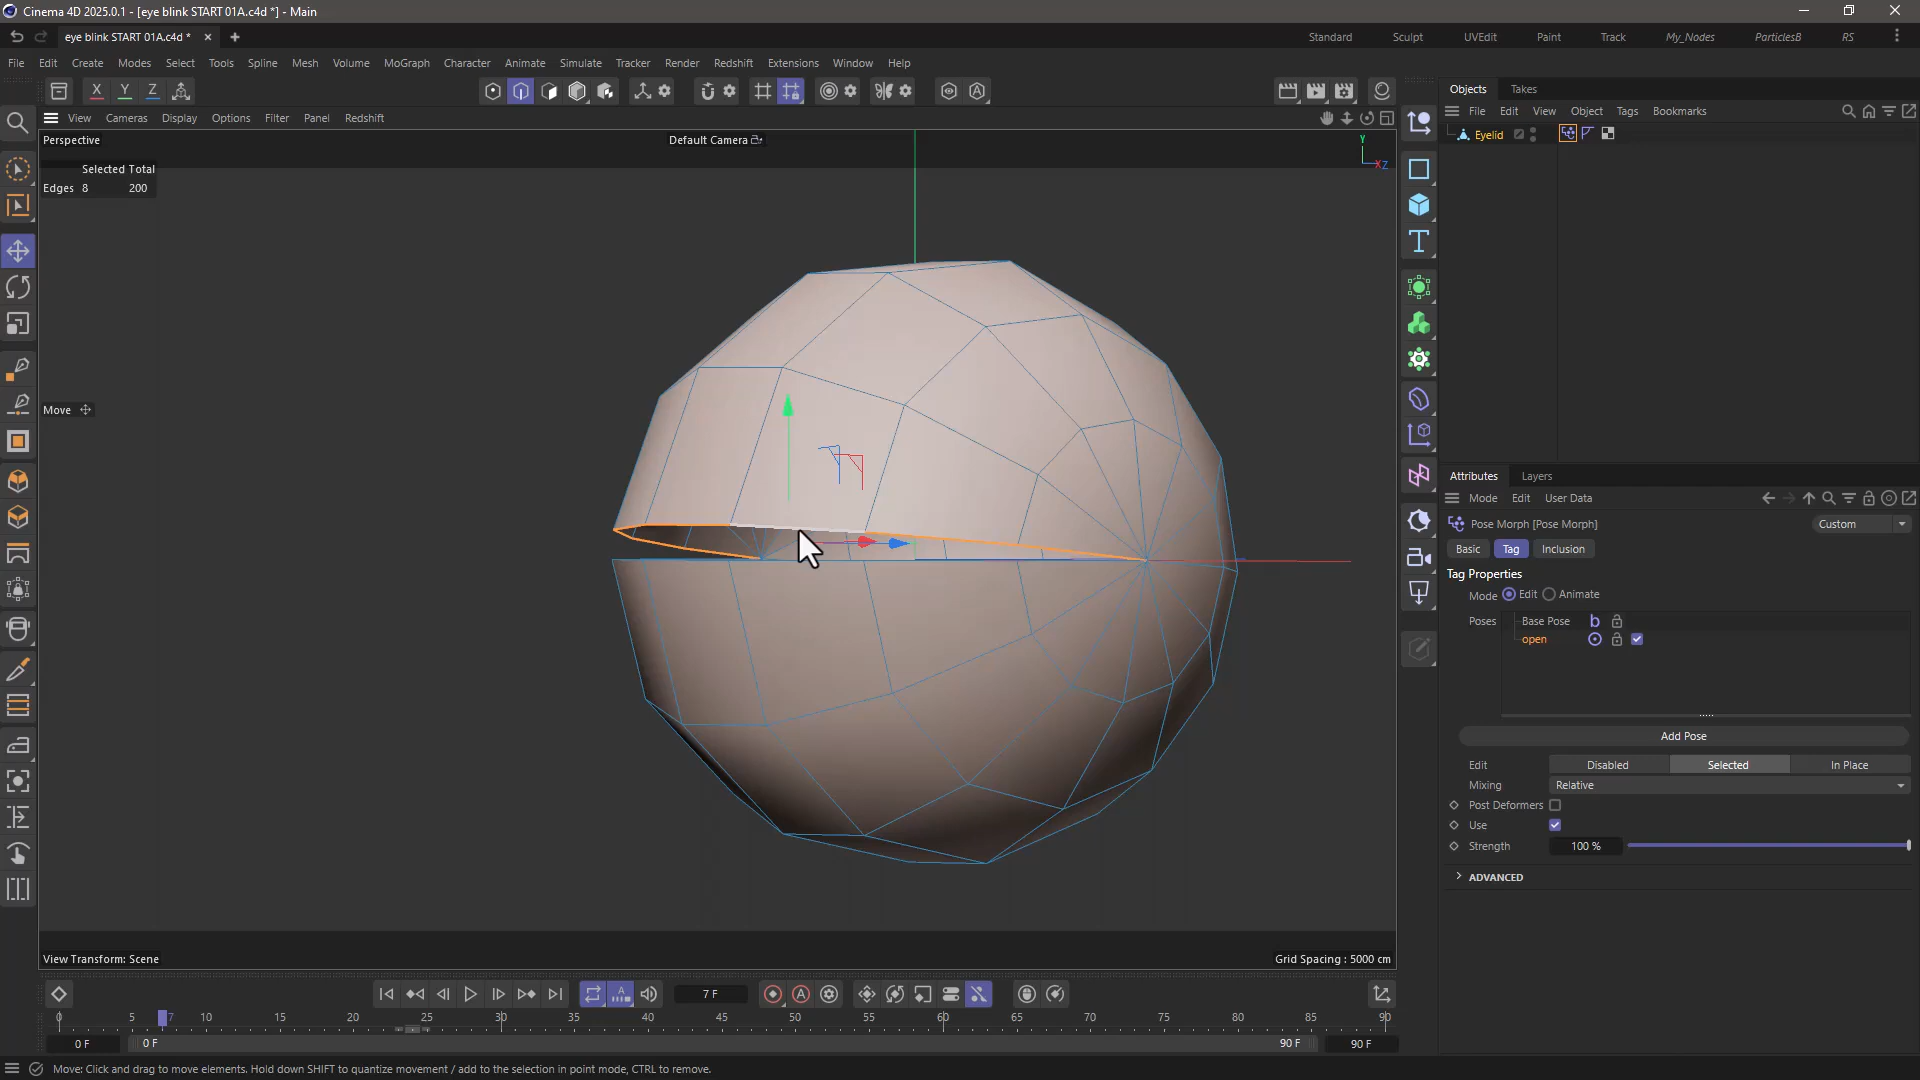 Cinema 4D 2025.0.1 - [eye blink START 01A.c4d *] - Main
eye blink START 01A.c4d *
Standard Sculpt UVEdit Paint Track My_Nodes ParticlesB RS
File Edit Create Modes Select Tools Spline Mesh Volume MoGraph Character Animate Simulate Tracker Render Redshift Extensions Window Help
X Y Z
Objects Takes
View Cameras Display Options Filter Panel Redshift
File Edit View Object Tags Bookmarks
Perspective
Default Camera
Y
X Z
Eyelid
Selected Total
Edges 8 200
Move
Attributes Layers
Mode Edit User Data
Pose Morph [Pose Morph]
Custom
Basic Tag Inclusion
Tag Properties
Mode Edit Animate
Poses Base Pose b
open
Add Pose
Edit Disabled Selected In Place
Mixing Relative
Post Deformers
Use
Strength 100 %
ADVANCED
View Transform: Scene
Grid Spacing : 5000 cm
7 F
0 5 7 10 15 20 25 30 35 40 45 50 55 60 65 70 75 80 85 90
0 F 0 F 90 F 90 F
Move: Click and drag to move elements. Hold down SHIFT to quantize movement / add to the selection in point mode, CTRL to remove.